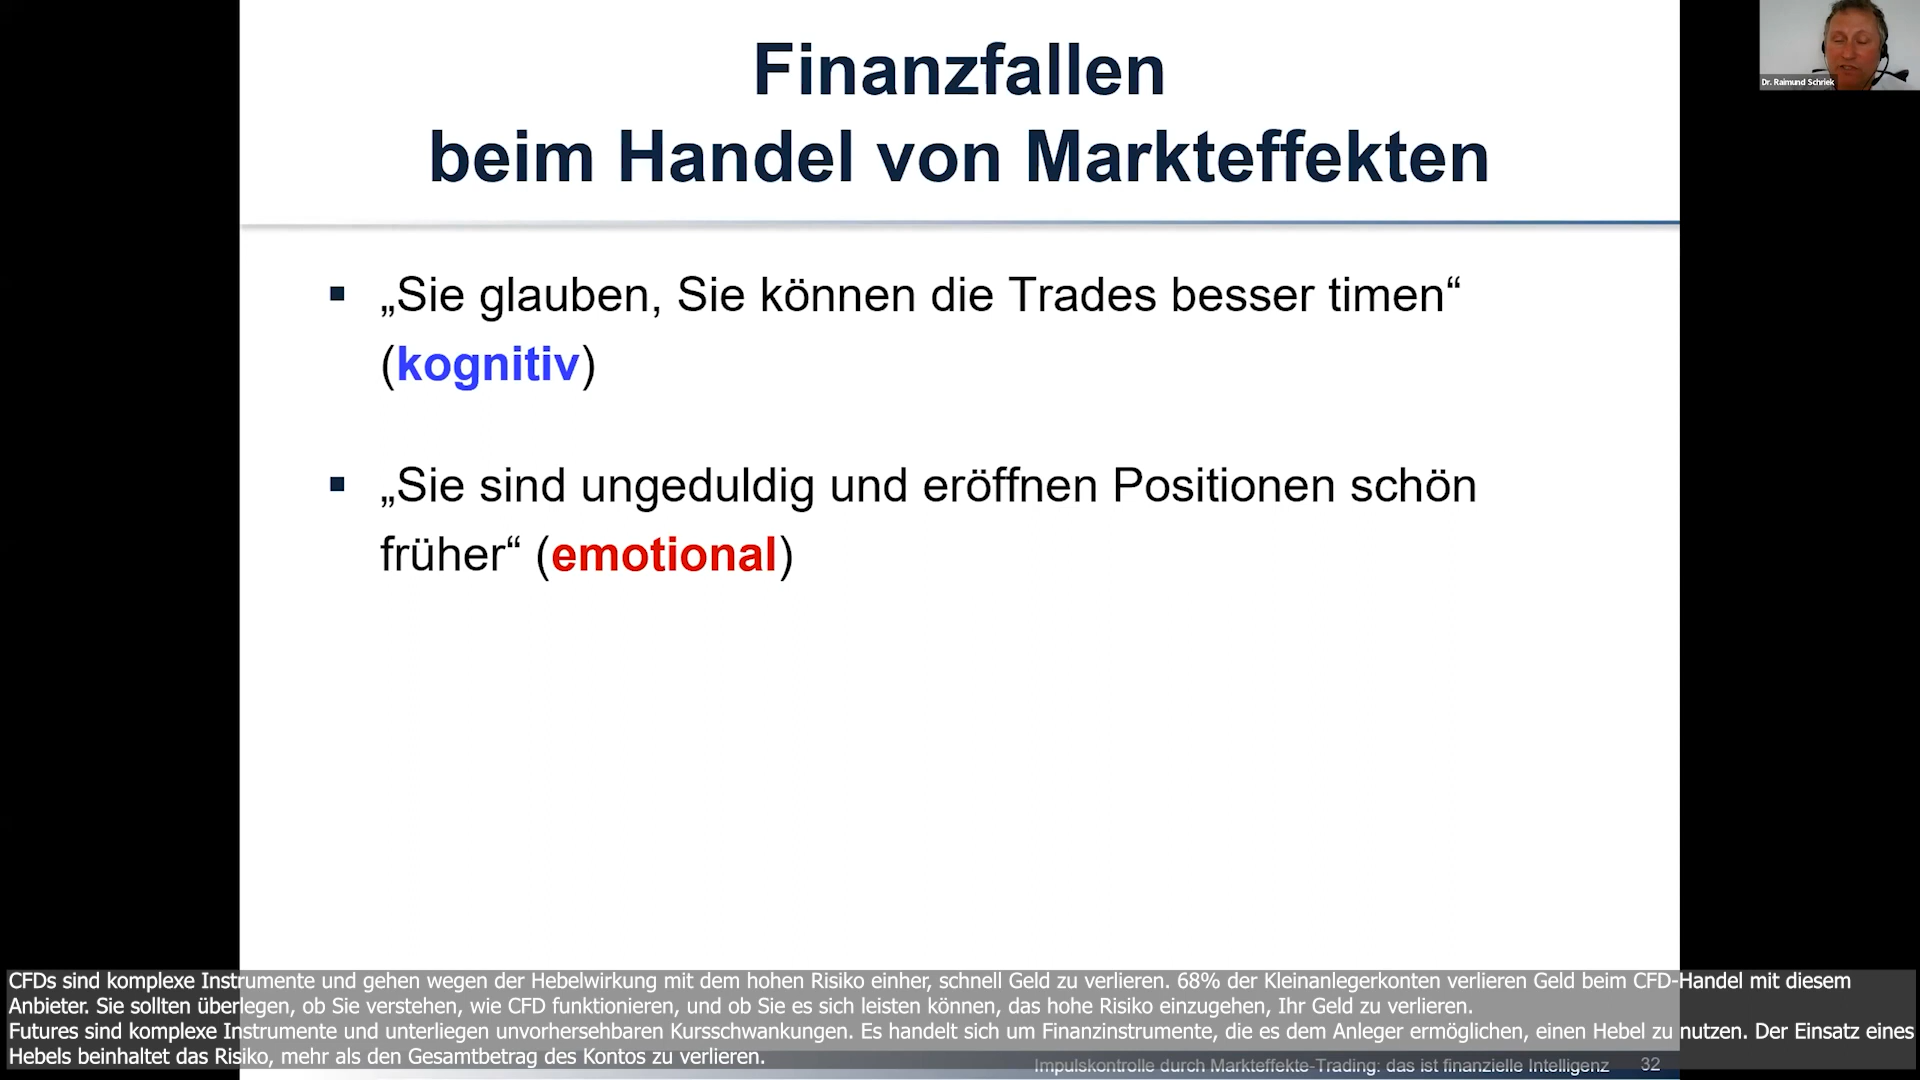 Finanzfallen
beim Handel von Markteffekten
Dr. Raimund Schriek
▪ „Sie glauben, Sie können die Trades besser timen“
(kognitiv)
▪ „Sie sind ungeduldig und eröffnen Positionen schön
früher“ (emotional)
CFDs sind komplexe Instrumente und gehen wegen der Hebelwirkung mit dem hohen Risiko einher, schnell Geld zu verlieren. 68% der Kleinanlegerkonten verlieren Geld beim CFD-Handel mit diesem
Anbieter. Sie sollten überlegen, ob Sie verstehen, wie CFD funktionieren, und ob Sie es sich leisten können, das hohe Risiko einzugehen, Ihr Geld zu verlieren.
Futures sind komplexe Instrumente und unterliegen unvorhersehbaren Kursschwankungen. Es handelt sich um Finanzinstrumente, die es dem Anleger ermöglichen, einen Hebel zu nutzen. Der Einsatz eines
Hebels beinhaltet das Risiko, mehr als den Gesamtbetrag des Kontos zu verlieren.
Impulskontrolle durch Markteffekte-Trading: das ist finanzielle Intelligenz 32